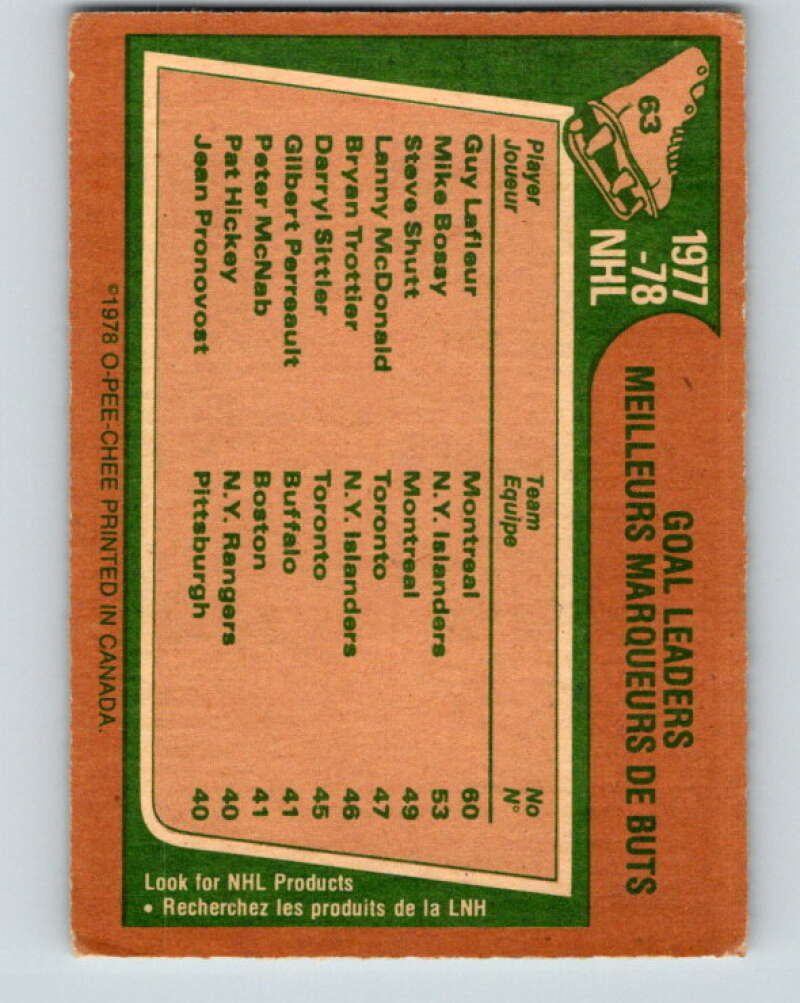 63
1977
-78
NHL
GOAL LEADERS
MEILLEURS MARQUEURS DE BUTS
Player Team No
Joueur Equipe N°
Guy Lafleur Montreal 60
Mike Bossy N.Y. Islanders 53
Steve Shutt Montreal 49
Lanny McDonald Toronto 47
Bryan Trottier N.Y. Islanders 46
Darryl Sittler Toronto 45
Gilbert Perreault Buffalo 41
Peter McNab Boston 41
Pat Hickey N.Y. Rangers 40
Jean Pronovost Pittsburgh 40
Look for NHL Products
• Recherchez les produits de la LNH
©1978 O-PEE-CHEE PRINTED IN CANADA.